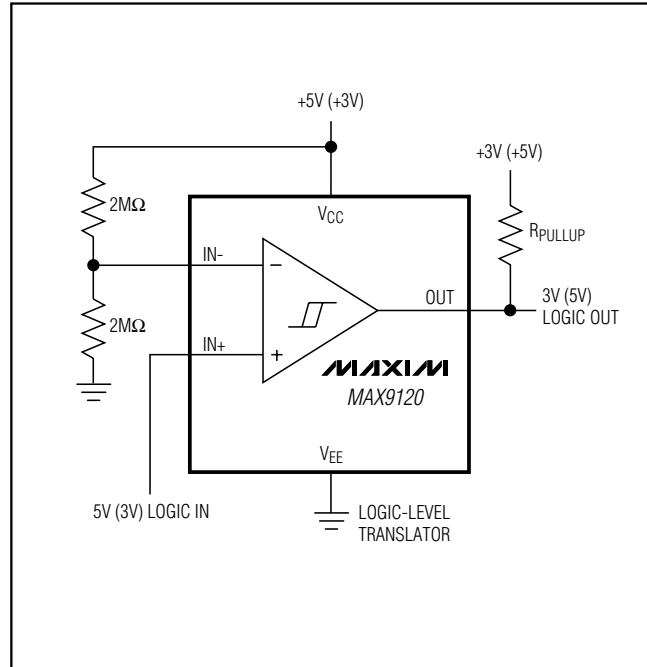 +5V (+3V)
+3V (+5V)
2MΩ
VCC
RPULLUP
IN-
−
OUT
3V (5V)
LOGIC OUT
2MΩ
IN+
+
MAXIM
MAX9120
VEE
5V (3V) LOGIC IN
LOGIC-LEVEL
TRANSLATOR